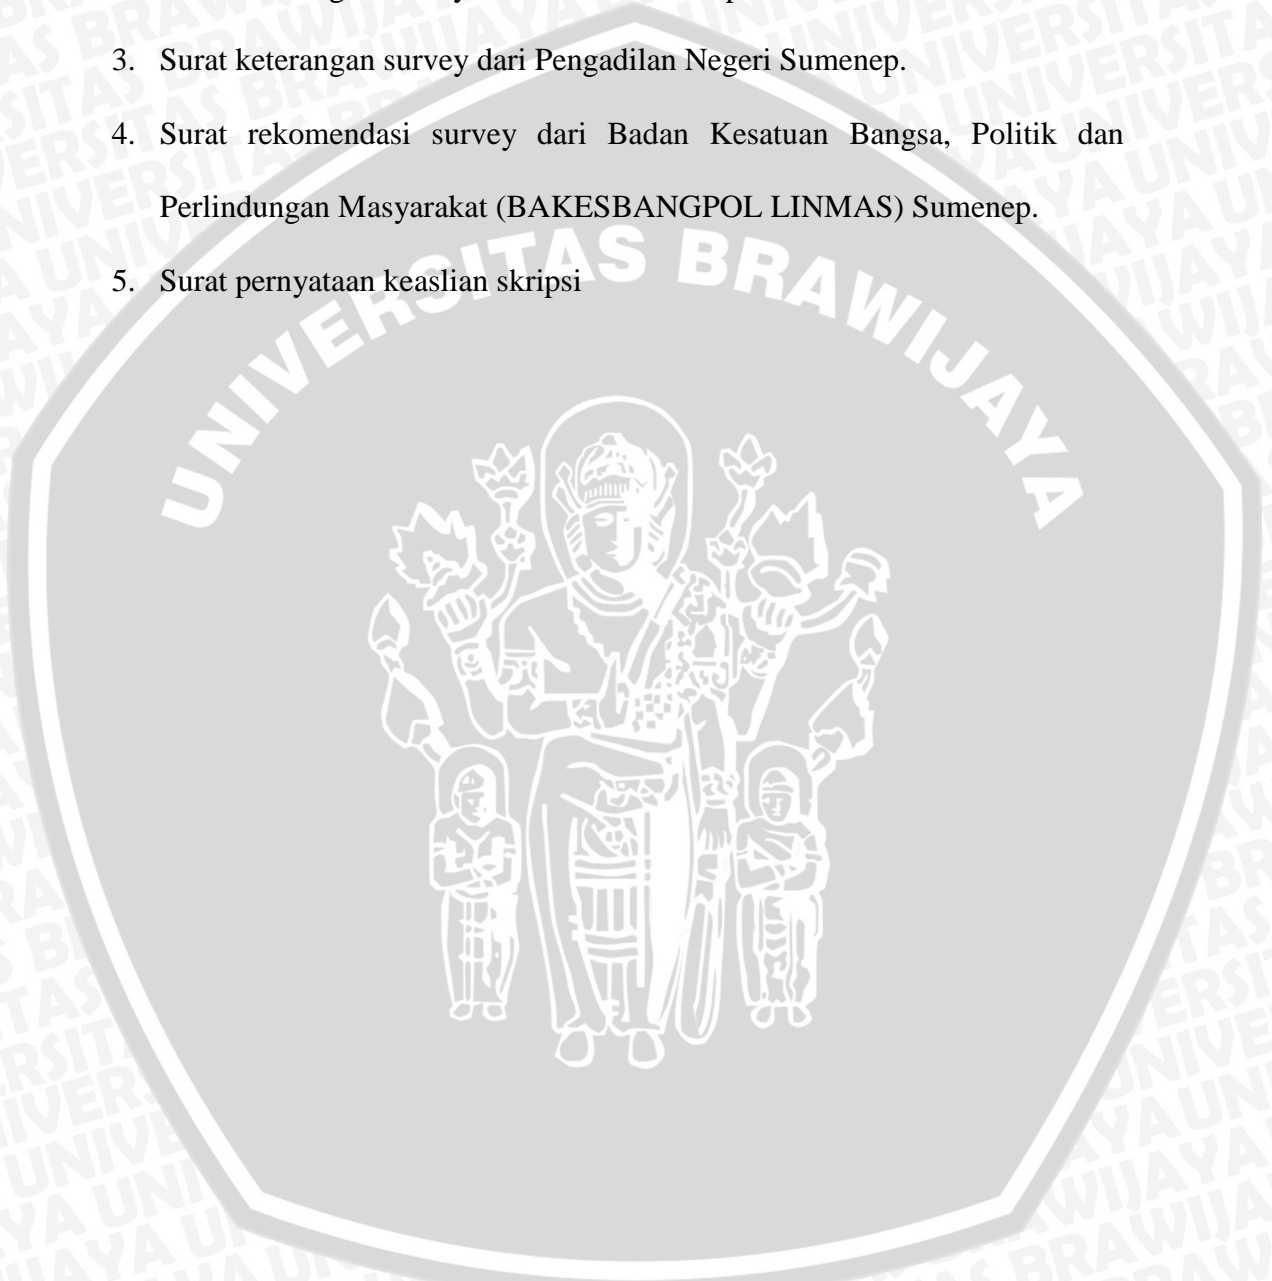 3. Surat keterangan survey dari Pengadilan Negeri Sumenep.
4. Surat rekomendasi survey dari Badan Kesatuan Bangsa, Politik dan
Perlindungan Masyarakat (BAKESBANGPOL LINMAS) Sumenep.
5. Surat pernyataan keaslian skripsi
UNIVERSITAS BRAWIJAYA